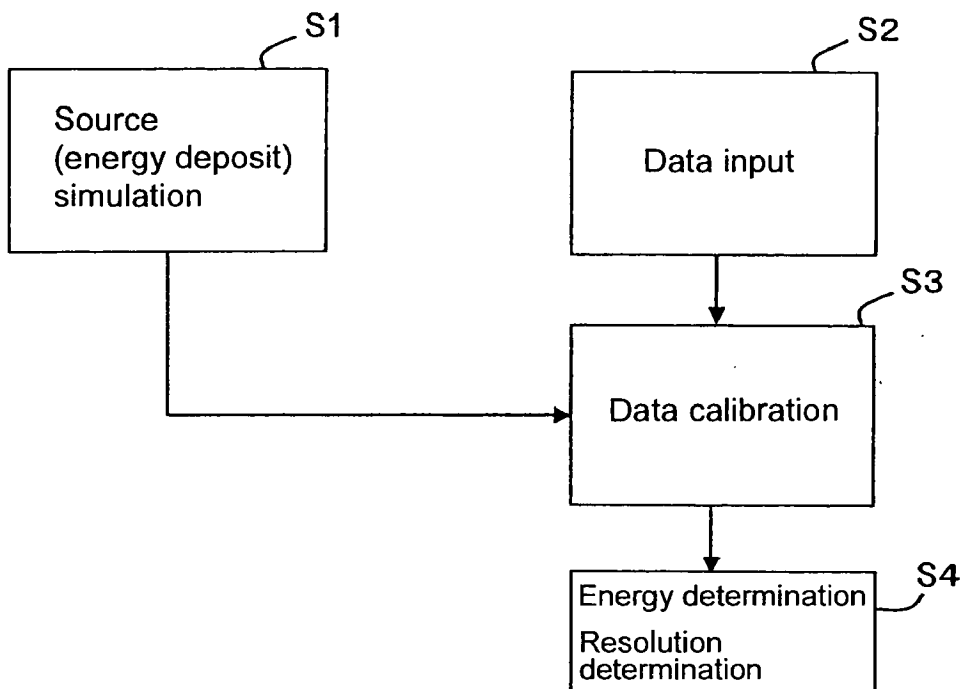 S1
Source
(energy deposit)
simulation
S2
Data input
S3
Data calibration
S4
Energy determination
Resolution
determination